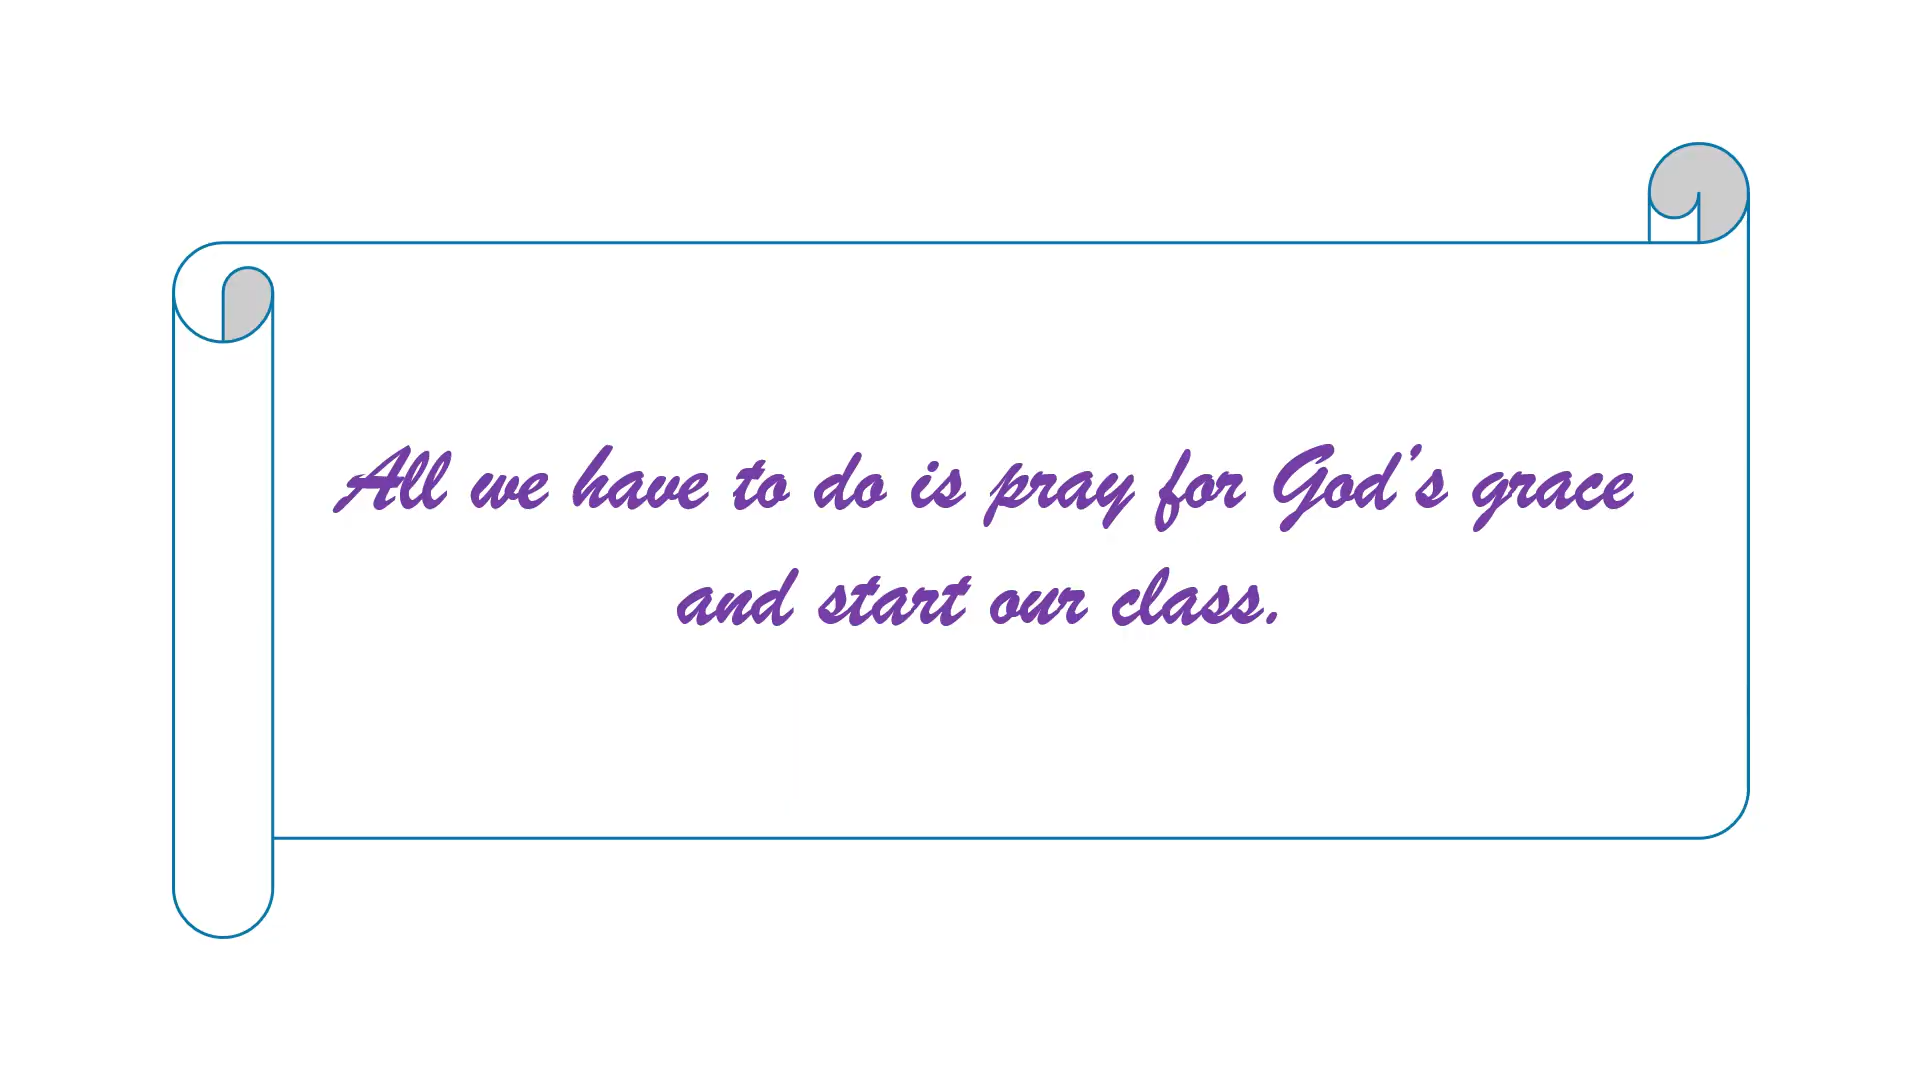 All we have to do is pray for God’s grace
and start our class.